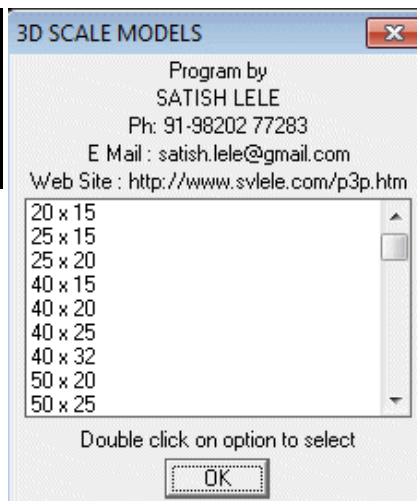 3D SCALE MODELS
Program by
SATISH LELE
Ph: 91-98202 77283
E Mail : satish.lele@gmail.com
Web Site : http://www.svlele.com/p3p.htm
20 x 15
25 x 15
25 x 20
40 x 15
40 x 20
40 x 25
40 x 32
50 x 20
50 x 25
Double click on option to select
OK